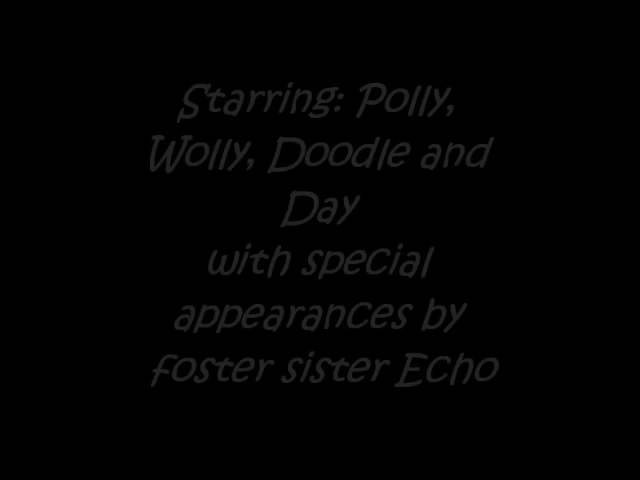 Starring: Polly,
Wolly, Doodle and
Day
with special
appearances by
foster sister Echo